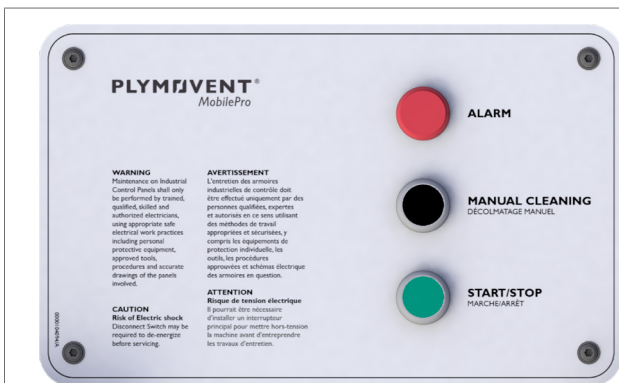 PLYMOVENT®
MobilePro
ALARM
MANUAL CLEANING
DÉCOLMATAGE MANUEL
START/STOP
MARCHE/ARRÊT
WARNING
Maintenance on Industrial
Control Panels shall only
be performed by trained,
qualified, skilled and
authorized electricians,
using appropriate safe
electrical work practices
including personal
protective equipment,
approved tools,
procedures and accurate
drawings of the panels
involved.
CAUTION
Risk of Electric shock
Disconnect Switch may be
required to de-energize
before servicing.
AVERTISSEMENT
L'entretien des armoires
industrielles de contrôle doit
être effectué uniquement par des
personnes qualifiées, expertes
et autorisés en ce sens utilisant
des méthodes de travail
appropriées et sécurisées, y
compris les équipements de
protection individuelle, les
outils, les procédures
approuvées et schémas électrique
des armoires en question.
ATTENTION
Risque de tension électrique
Il pourrait être nécessaire
d'installer un interrupteur
principal pour mettre hors-tension
la machine avant d'entreprendre
les travaux d'entretien.